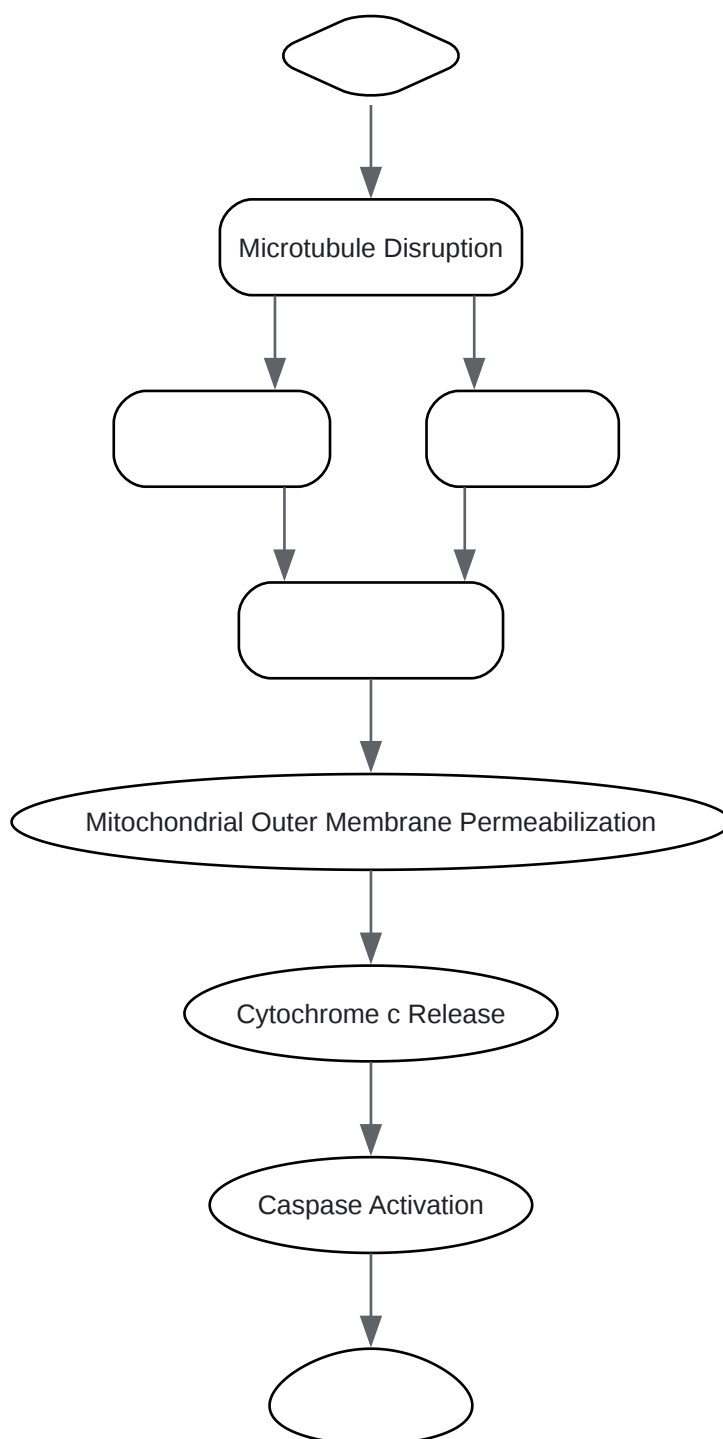 Microtubule Disruption
Mitochondrial Outer Membrane Permeabilization
Cytochrome c Release
Caspase Activation